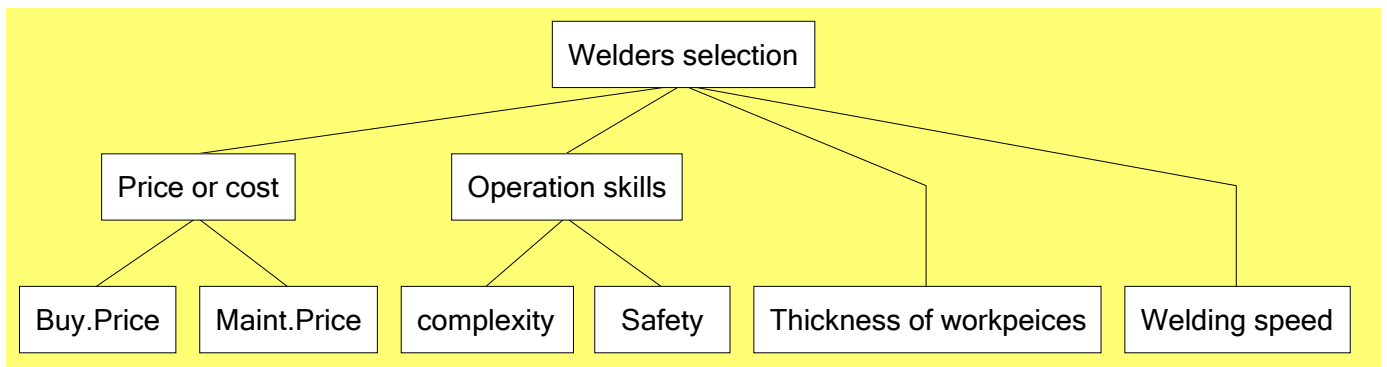 Welders selection
Price or cost
Operation skills
Buy.Price
Maint.Price
complexity
Safety
Thickness of workpeices
Welding speed